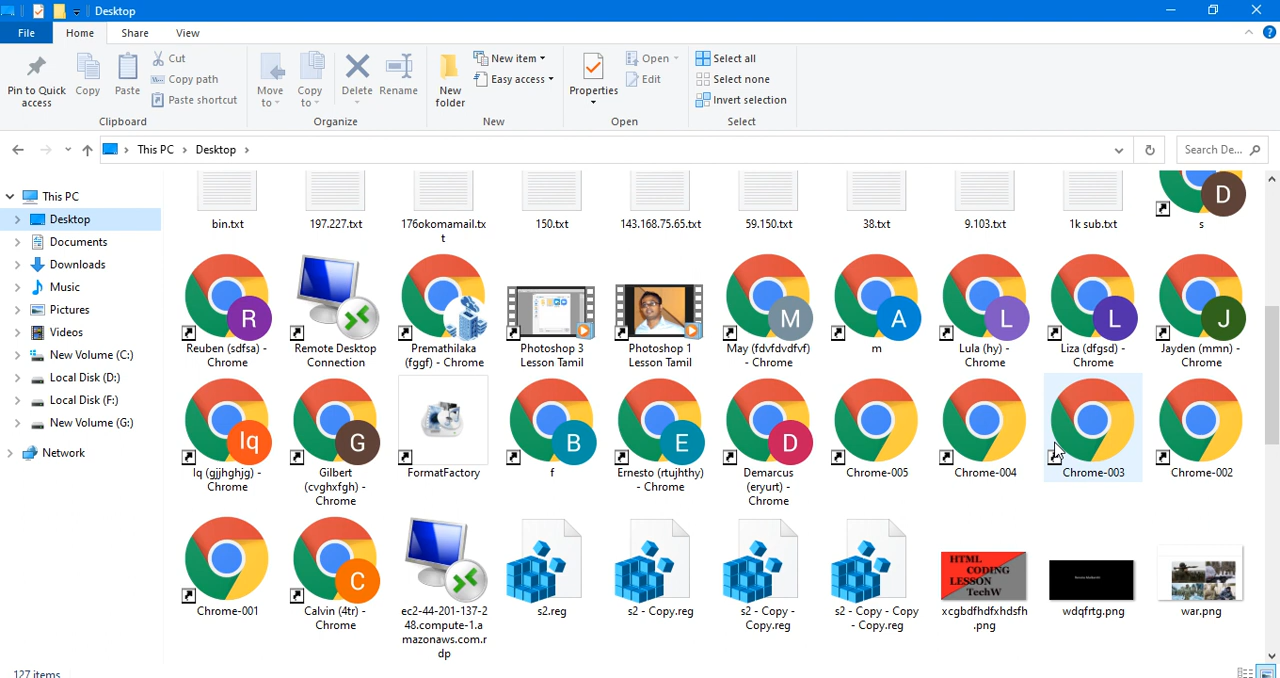 Desktop
File Home Share View
Pin to Quick access
Copy
Paste
Cut
Copy path
Paste shortcut
Clipboard
Move to
Copy to
Delete
Rename
Organize
New folder
New item
Easy access
New
Properties
Open
Edit
Open
Select all
Select none
Invert selection
Select
This PC > Desktop >
Search De...
This PC
Desktop
Documents
Downloads
Music
Pictures
Videos
New Volume (C:)
Local Disk (D:)
Local Disk (F:)
New Volume (G:)
Network
bin.txt
197.227.txt
176okomamail.tx
t
150.txt
143.168.75.65.txt
59.150.txt
38.txt
9.103.txt
1k sub.txt
D
s
R
Reuben (sdfsa) -
Chrome
Remote Desktop
Connection
Premathilaka
(fggf) - Chrome
Photoshop 3
Lesson Tamil
Photoshop 1
Lesson Tamil
M
May (fdvfdvdfvf)
- Chrome
A
m
L
Lula (hy) -
Chrome
L
Liza (dfgsd) -
Chrome
J
Jayden (mmn) -
Chrome
Iq
Iq (gjjhghjg) -
Chrome
G
Gilbert
(cvghxfgh) -
Chrome
FormatFactory
B
f
E
Ernesto (rtujhthy)
- Chrome
D
Demarcus
(eryurt) -
Chrome
Chrome-005
Chrome-004
Chrome-003
Chrome-002
Chrome-001
C
Calvin (4tr) -
Chrome
ec2-44-201-137-2
48.compute-1.a
mazonaws.com.r
dp
s2.reg
s2 - Copy.reg
s2 - Copy -
Copy.reg
s2 - Copy - Copy
- Copy.reg
HTML
CODING
LESSON
TechW
xcgbdfhdfxhdsfh
.png
wdqfrtg.png
war.png
127 items